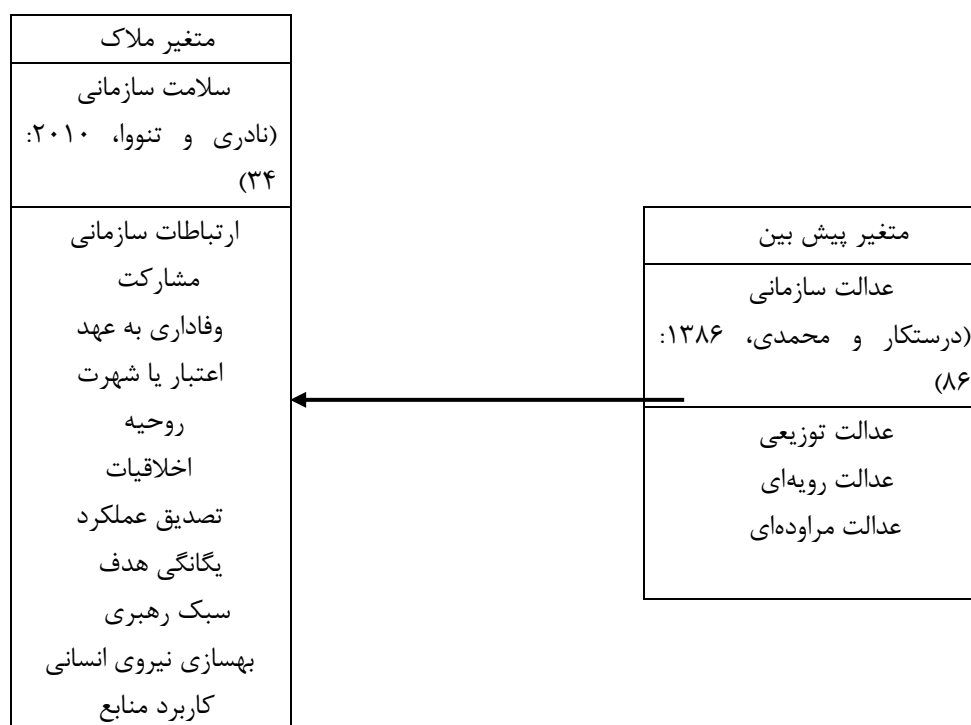 متغیر پیش بین
عدالت سازمانی
(درستکار و محمدی، ۱۳۸۶:
۸۶)
عدالت توزیعی
عدالت رویه‌ای
عدالت مراوده‌ای
متغیر ملاک
سلامت سازمانی
(نادری و تنووا، ۲۰۱۰:
۳۴)
ارتباطات سازمانی
مشارکت
وفاداری به عهد
اعتبار یا شهرت
روحیه
اخلاقیات
تصدیق عملکرد
یگانگی هدف
سبک رهبری
بهسازی نیروی انسانی
کاربرد منابع